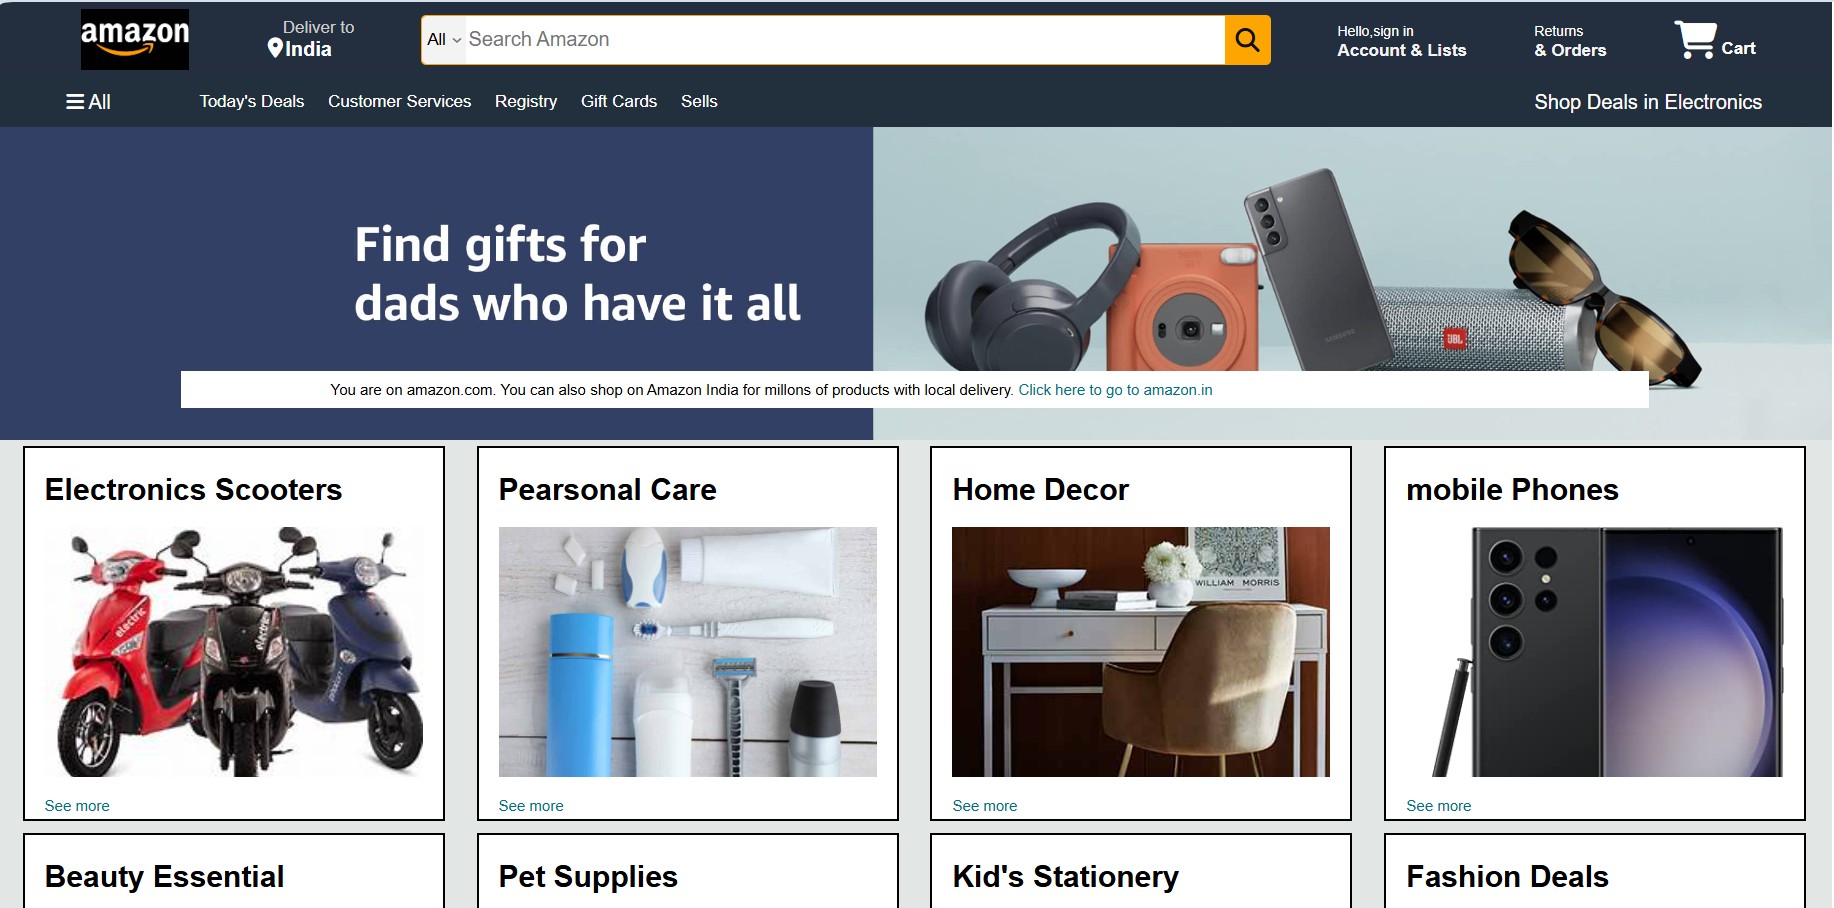 amazon
Deliver to
India
All
Search Amazon
Hello,sign in
Account & Lists
Returns
& Orders
Cart
All
Today's Deals
Customer Services
Registry
Gift Cards
Sells
Shop Deals in Electronics
Find gifts for
dads who have it all
SAMSUNG
JBL
You are on amazon.com. You can also shop on Amazon India for millons of products with local delivery. Click here to go to amazon.in
Electronics Scooters
Pearsonal Care
Home Decor
mobile Phones
electric
electric
WILLIAM MORRIS
See more
See more
See more
See more
Beauty Essential
Pet Supplies
Kid's Stationery
Fashion Deals